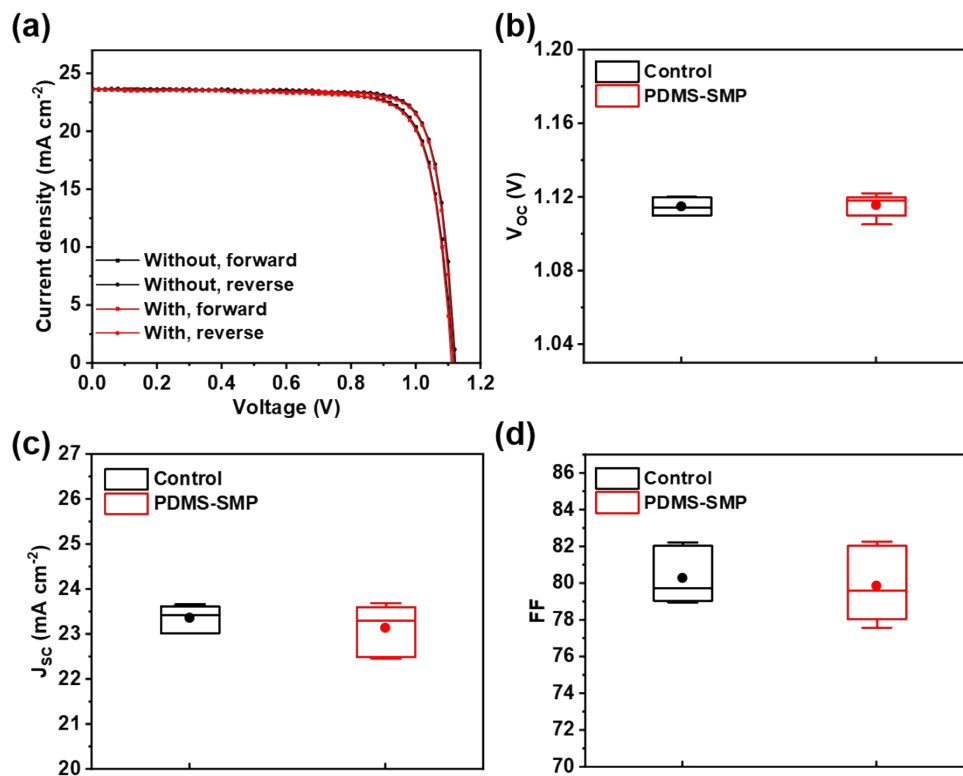 (a)
25
20
15
10
5
0
Current density (mA cm⁻²)
Without, forward
Without, reverse
With, forward
With, reverse
0.0 0.2 0.4 0.6 0.8 1.0 1.2
Voltage (V)
(b)
1.20
1.16
1.12
1.08
1.04
V_OC (V)
Control
PDMS-SMP
(c)
27
26
25
24
23
22
21
20
J_SC (mA cm⁻²)
Control
PDMS-SMP
(d)
86
84
82
80
78
76
74
72
70
FF
Control
PDMS-SMP